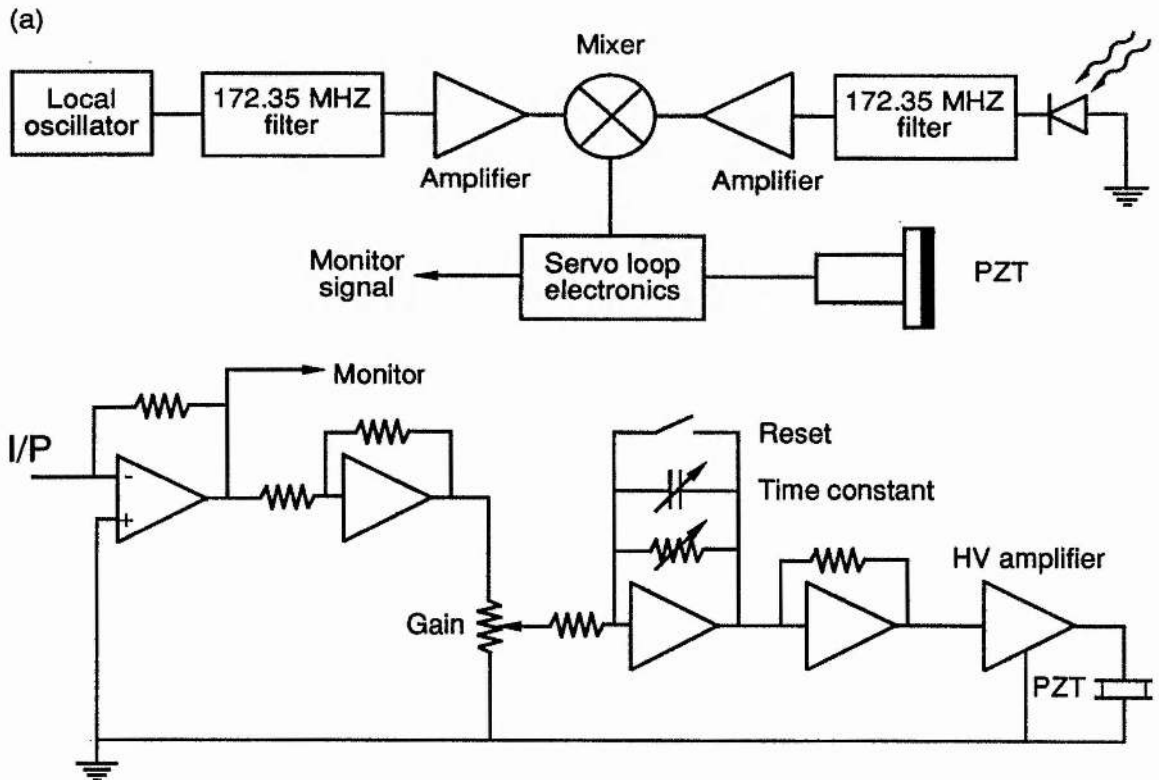 (a)
Mixer
Local
oscillator
172.35 MHZ
filter
172.35 MHZ
filter
Amplifier
Amplifier
Monitor
signal
Servo loop
electronics
PZT
Monitor
I/P
-
+
Reset
Time constant
HV amplifier
Gain
PZT